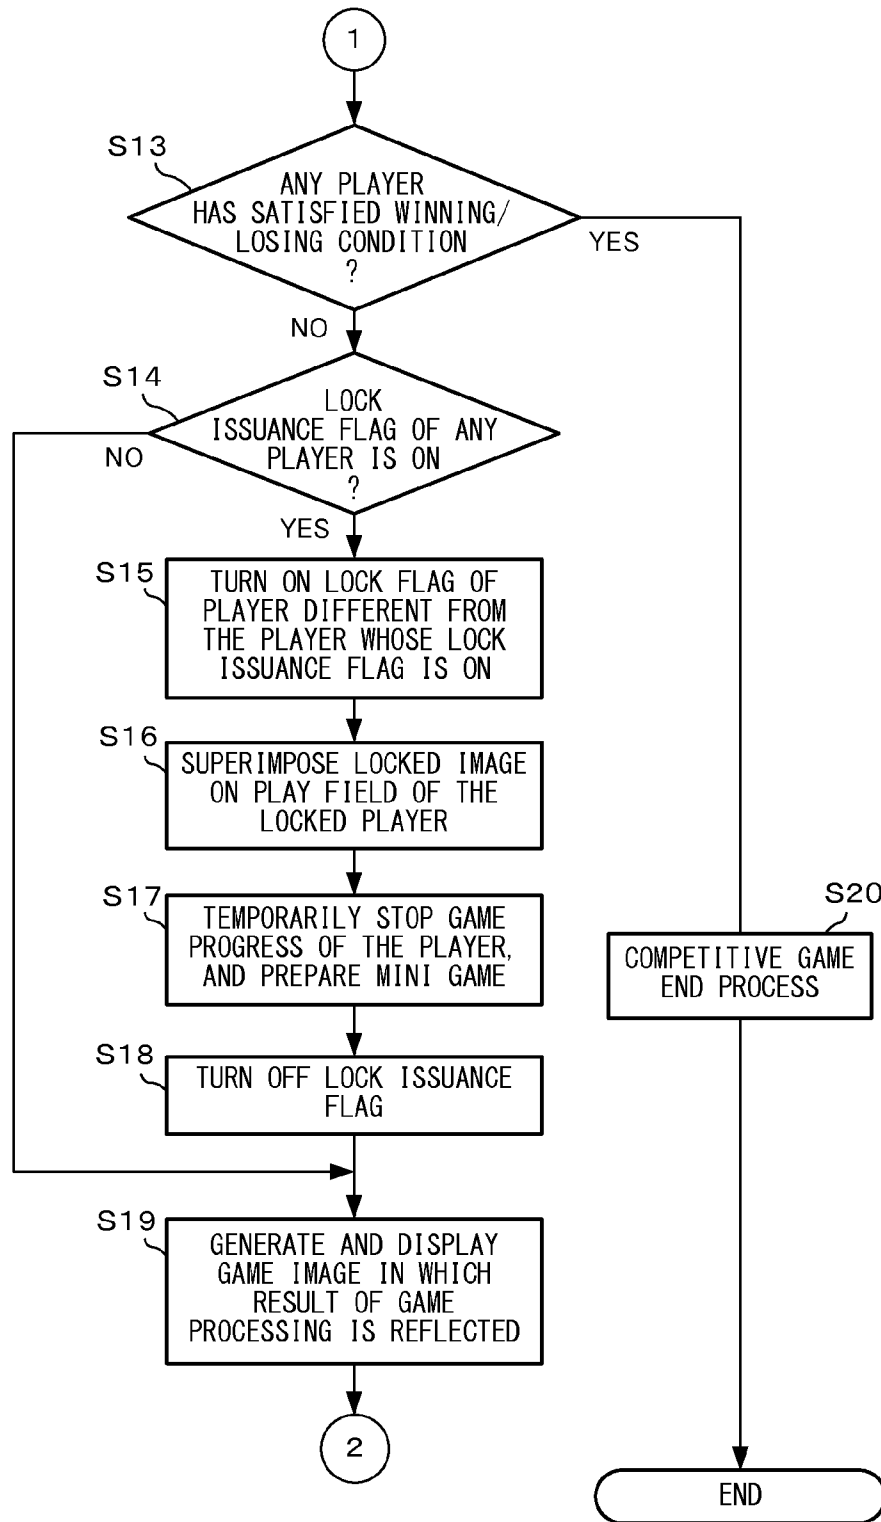 1
S13
ANY PLAYER
HAS SATISFIED WINNING/
LOSING CONDITION
?
YES
NO
S14
LOCK
ISSUANCE FLAG OF ANY
PLAYER IS ON
?
NO
YES
S15
TURN ON LOCK FLAG OF
PLAYER DIFFERENT FROM
THE PLAYER WHOSE LOCK
ISSUANCE FLAG IS ON
S16
SUPERIMPOSE LOCKED IMAGE
ON PLAY FIELD OF THE
LOCKED PLAYER
S17
TEMPORARILY STOP GAME
PROGRESS OF THE PLAYER,
AND PREPARE MINI GAME
S20
COMPETITIVE GAME
END PROCESS
S18
TURN OFF LOCK ISSUANCE
FLAG
S19
GENERATE AND DISPLAY
GAME IMAGE IN WHICH
RESULT OF GAME
PROCESSING IS REFLECTED
2
END